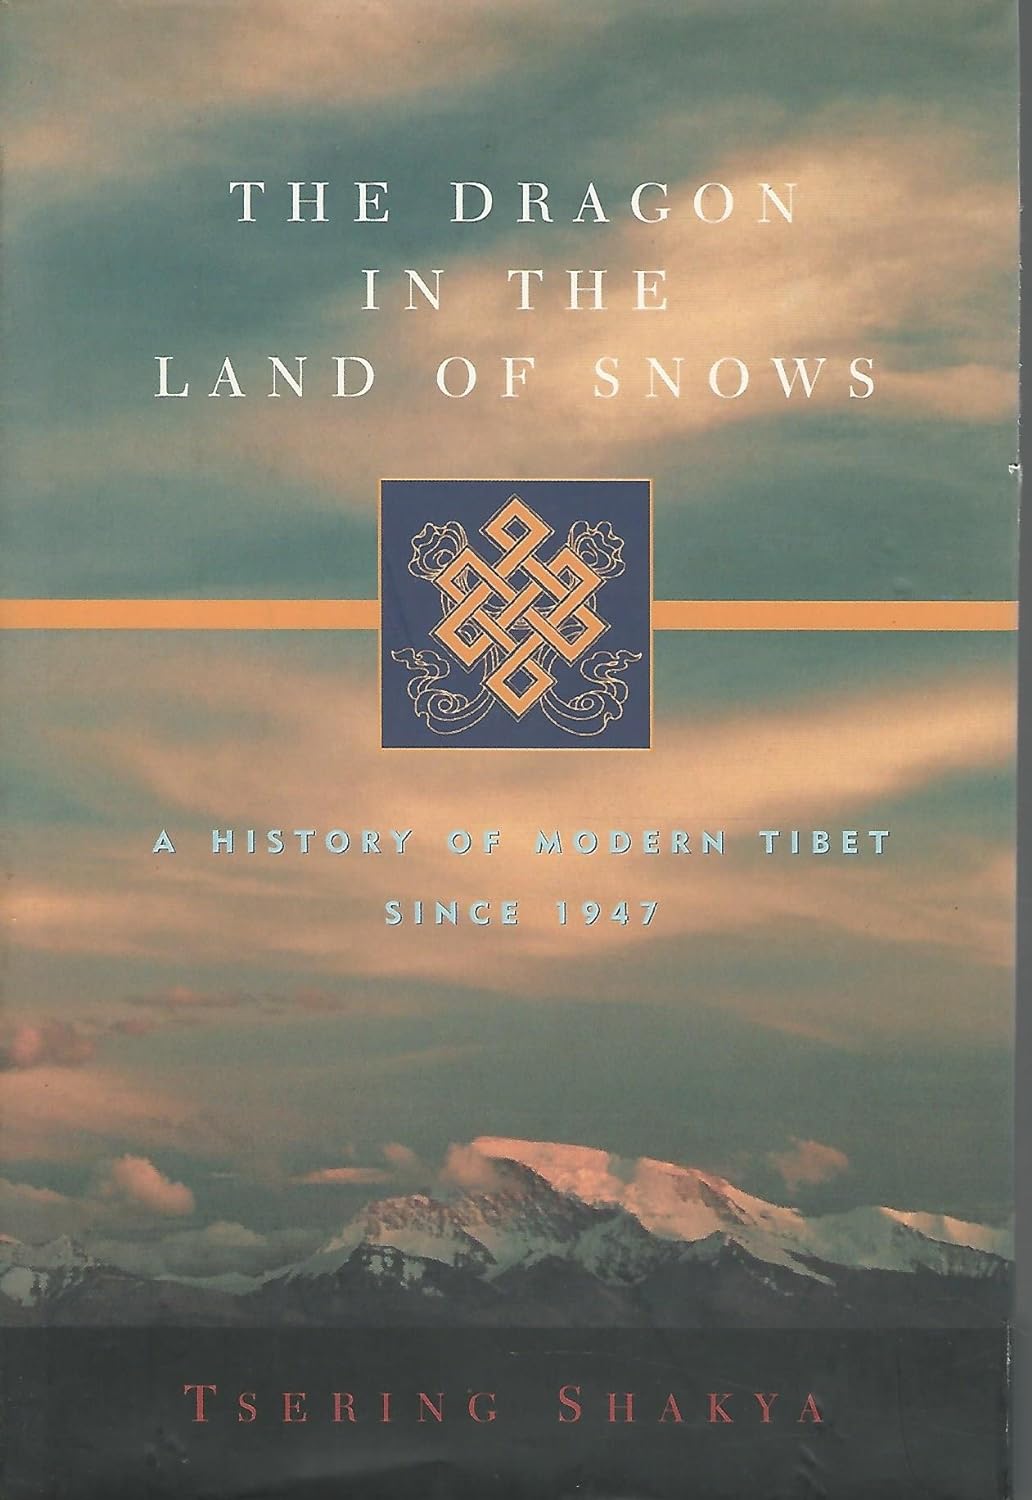 THE DRAGON
IN THE
LAND OF SNOWS
A HISTORY OF MODERN TIBET
SINCE 1947
TSERING SHAKYA